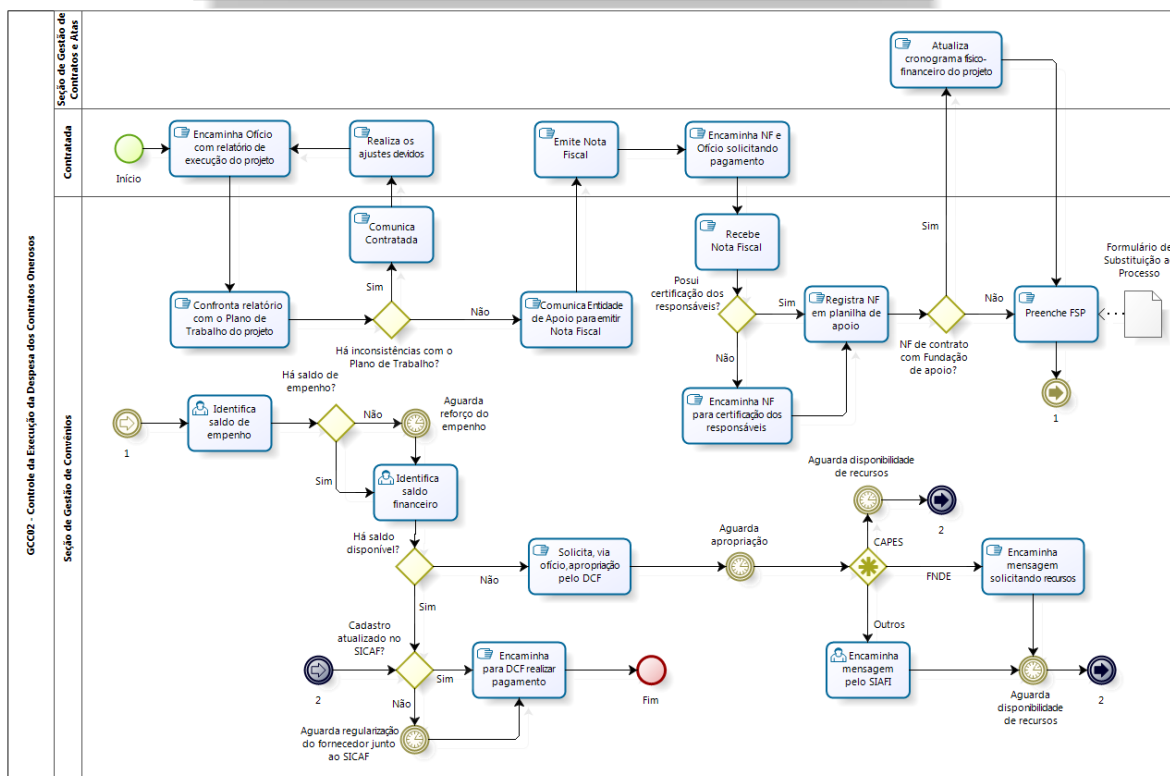 GCC02 - Controle da Execução da Despesa dos Contratos Onerosos
Seção de Gestão de
Contratos e Atas
Atualiza
cronograma físico-
financeiro do projeto
Contratada
Início
Encaminha Ofício
com relatório de
execução do projeto
Realiza os
ajustes devidos
Emite Nota
Fiscal
Encaminha NF e
Ofício solicitando
pagamento
Seção de Gestão de Convênios
Comunica
Contratada
Sim
Confronta relatório
com o Plano de
Trabalho do projeto
Há inconsistências com o
Plano de Trabalho?
Não
Comunica Entidade
de Apoio para emitir
Nota Fiscal
Recebe
Nota Fiscal
Posui
certificação dos
responsáveis?
Sim
Não
Registra NF
em planilha de
apoio
Encaminha NF
para certificação dos
responsáveis
Sim
Não
NF de contrato
com Fundação
de apoio?
Preenche FSP
Formulário de
Substituição a
Processo
1
1
Identifica
saldo de
empenho
Há saldo de
empenho?
Não
Sim
Aguarda
reforço do
empenho
Identifica
saldo
financeiro
Há saldo
disponível?
Não
Sim
Solicita, via
ofício, apropriação
pelo DCF
Aguarda
apropriação
CAPES
FNDE
Outros
Aguarda disponibilidade
de recursos
2
Encaminha
mensagem
solicitando recursos
Encaminha
mensagem
pelo SIAFI
Aguarda
disponibilidade
de recursos
2
2
Cadastro
atualizado no
SICAF?
Sim
Não
Encaminha
para DCF realizar
pagamento
Fim
Aguarda regularização
do fornecedor junto
ao SICAF